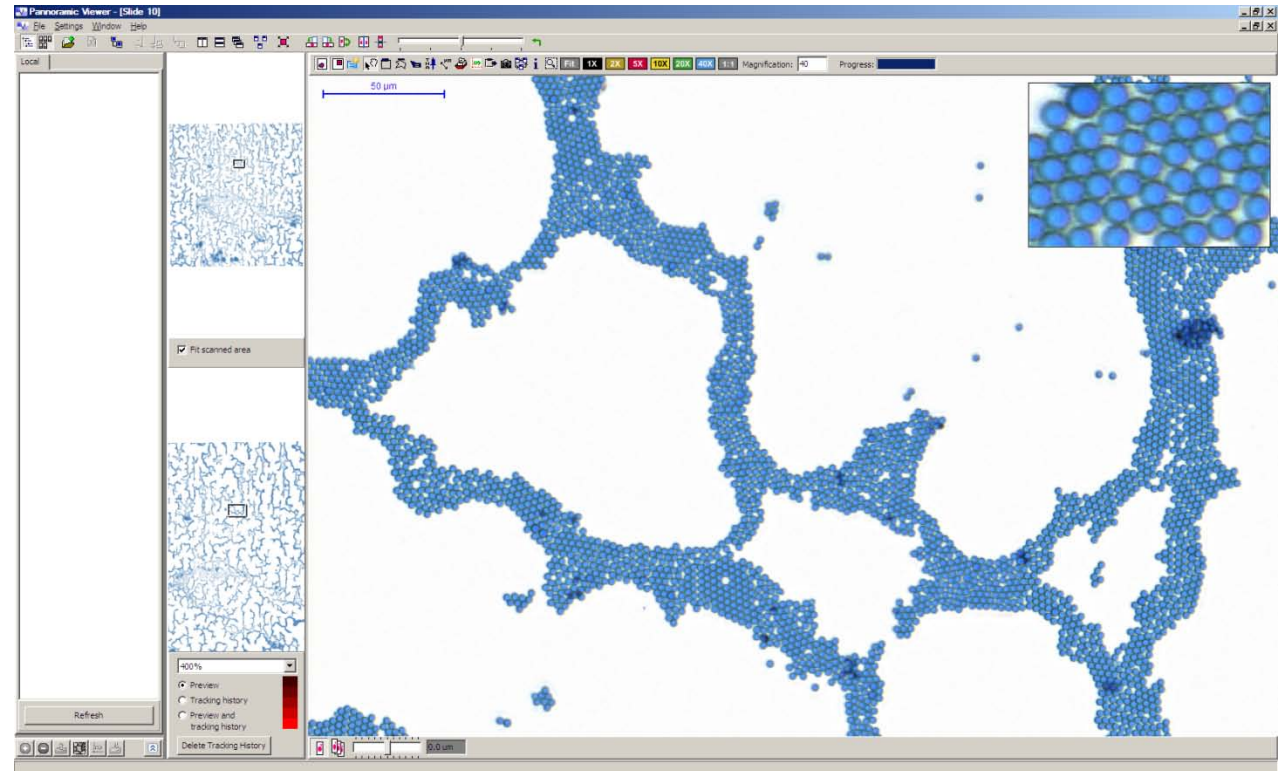 Pannoramic Viewer - [Slide 10]
File Settings Window Help
Local
Fit 1X 2X 5X 10X 20X 40X 1:1 Magnification: 40 Progress:
50 µm
Fit scanned area
400%
Preview
Tracking history
Preview and
tracking history
Refresh
Delete Tracking History
0.0 um